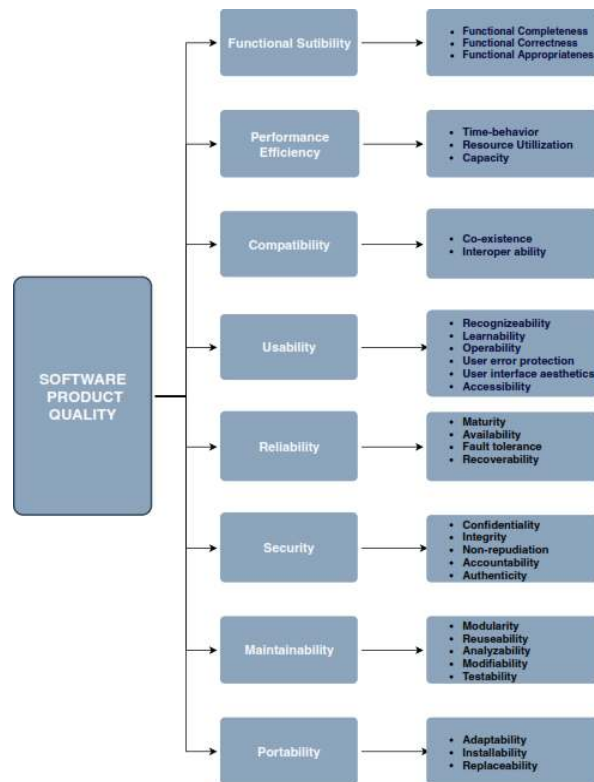 SOFTWARE
PRODUCT
QUALITY
Functional Sutibility
Functional Completeness
Functional Correctness
Functional Appropriatenes
Performance
Efficiency
Time-behavior
Resource Utillization
Capacity
Compatibility
Co-existence
Interoper ability
Usability
Recognizeability
Learnability
Operability
User error protection
User interface aesthetics
Accessibility
Reliability
Maturity
Availability
Fault tolerance
Recoverability
Security
Confidentiality
Integrity
Non-repudiation
Accountability
Authenticity
Maintainability
Modularity
Reuseability
Analyzability
Modifiability
Testability
Portability
Adaptability
Installability
Replaceability